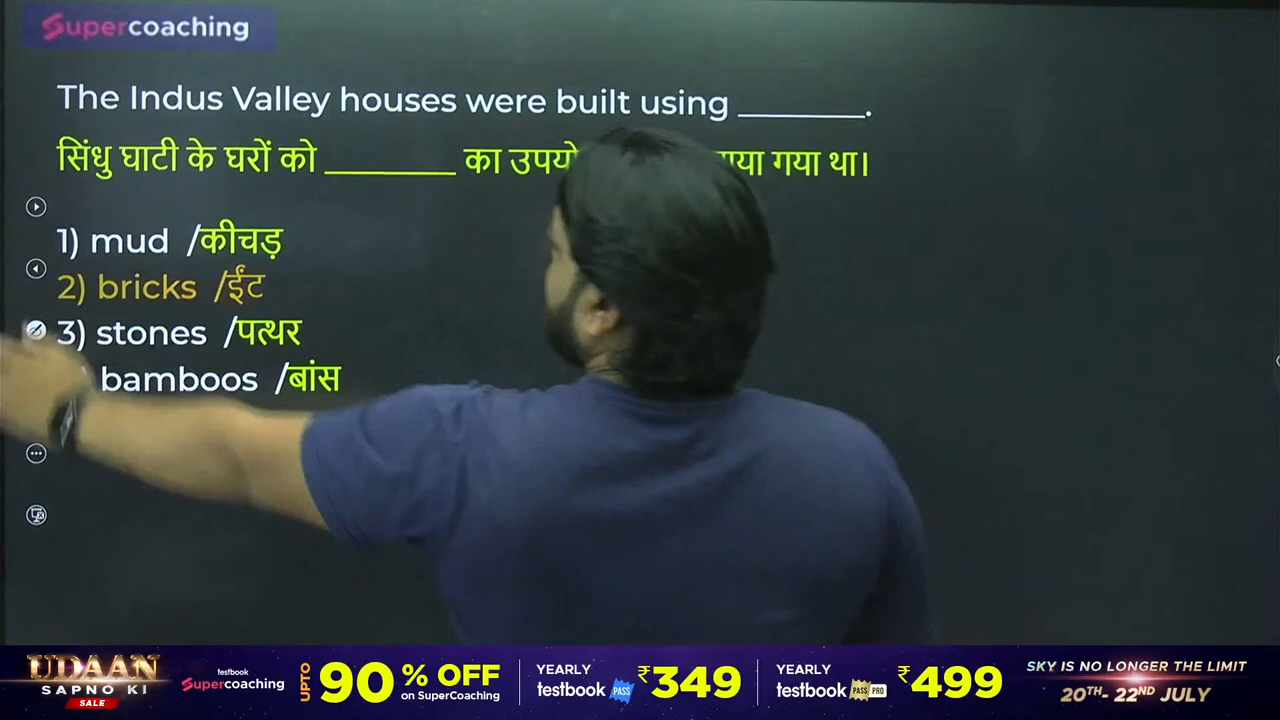 Supercoaching
The Indus Valley houses were built using ________.
सिंधु घाटी के घरों को ________ का गया था।
1) mud /कीचड़
2) bricks /ईंट
3) stones /पत्थर
bamboos /बांस
UDAAN
SAPNO KI
SALE
testbook
Supercoaching
UPTO
90% OFF
on SuperCoaching
YEARLY
testbook PASS
₹349
YEARLY
testbook PASS PRO
₹499
SKY IS NO LONGER THE LIMIT
20TH- 22ND JULY